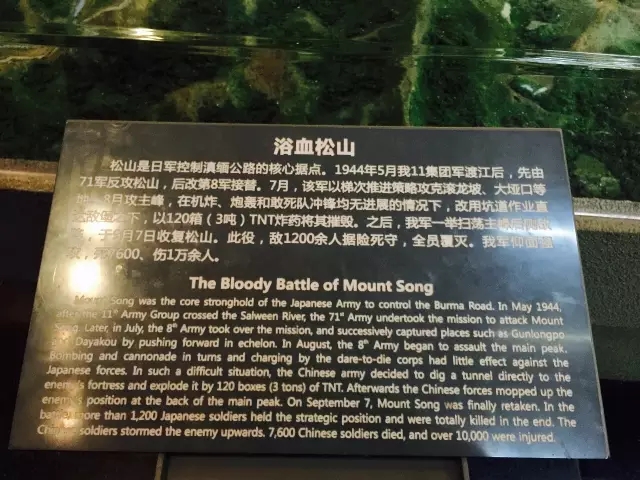 浴血松山
松山是日军控制滇缅公路的核心据点。1944年5月我11集团军渡江后，先由
71军反攻松山，后改第8军接替。7月，该军以梯次推进策略攻克滚龙坡、大垭口等
8月攻主峰，在机炸、炮轰和敢死队冲锋均无进展的情况下，改用坑道作业直
下，以120箱（3吨）TNT炸药将其摧毁。之后，我军一举扫荡主峰后
于9月7日收复松山。此役，敌1200余人据险死守，全员覆灭。我军仰面
7600、伤1万余人。
The Bloody Battle of Mount Song
Mount Song was the core stronghold of the Japanese Army to control the Burma Road. In May 1944,
after the 11st Army Group crossed the Salween River, the 71st Army undertook the mission to attack Mount
Song. Later, in July, the 8th Army took over the mission, and successively captured places such as Gunlongpo
and Dayakou by pushing forward in echelon. In August, the 8th Army began to assault the main peak.
Bombing and cannonade in turns and charging by the dare-to-die corps had little effect against the
Japanese forces. In such a difficult situation, the Chinese army decided to dig a tunnel directly to the
enemy's fortress and explode it by 120 boxes (3 tons) of TNT. Afterwards the Chinese forces mopped up the
enemy's position at the back of the main peak. On September 7, Mount Song was finally retaken. In the
battle more than 1,200 Japanese soldiers held the strategic position and were totally killed in the end. The
Chinese soldiers stormed the enemy upwards. 7,600 Chinese soldiers died, and over 10,000 were injured.